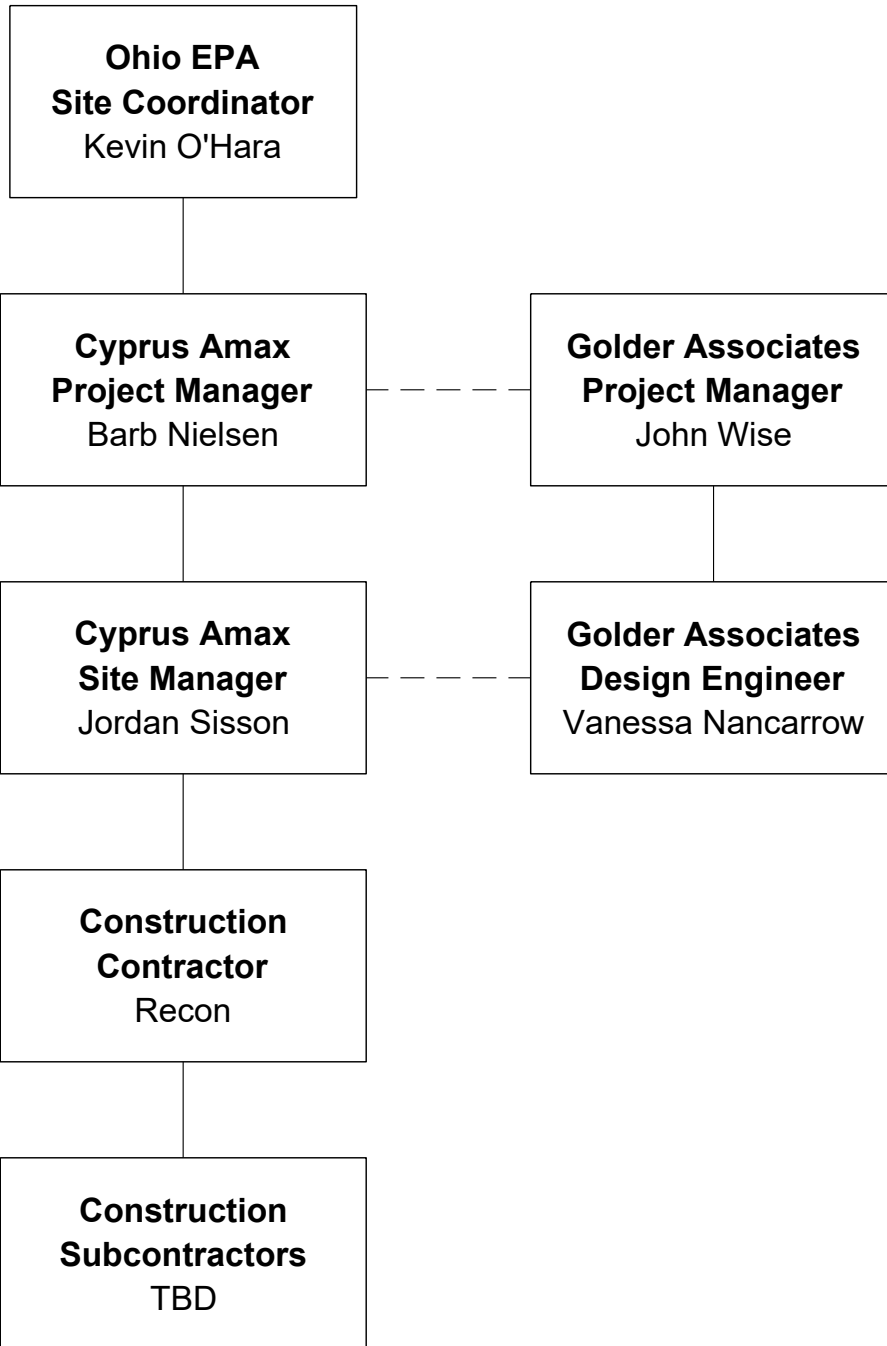 Ohio EPA
Site Coordinator
Kevin O'Hara
Cyprus Amax
Project Manager
Barb Nielsen
Golder Associates
Project Manager
John Wise
Cyprus Amax
Site Manager
Jordan Sisson
Golder Associates
Design Engineer
Vanessa Nancarrow
Construction
Contractor
Recon
Construction
Subcontractors
TBD